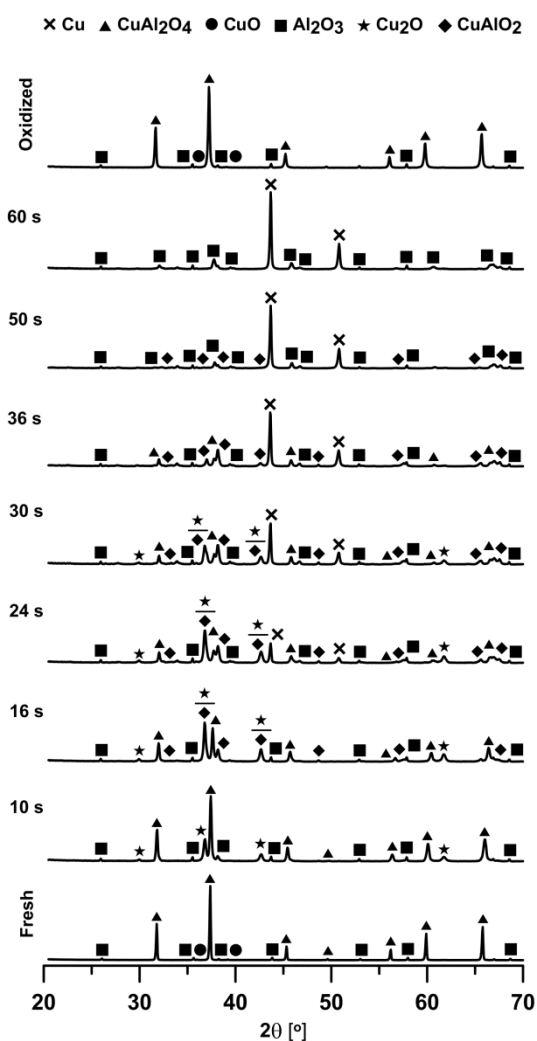 Cu CuAl₂O₄ CuO Al₂O₃ Cu₂O CuAlO₂
Oxidized
60 s
50 s
36 s
30 s
24 s
16 s
10 s
Fresh
20 30 40 50 60 70
2θ [°]